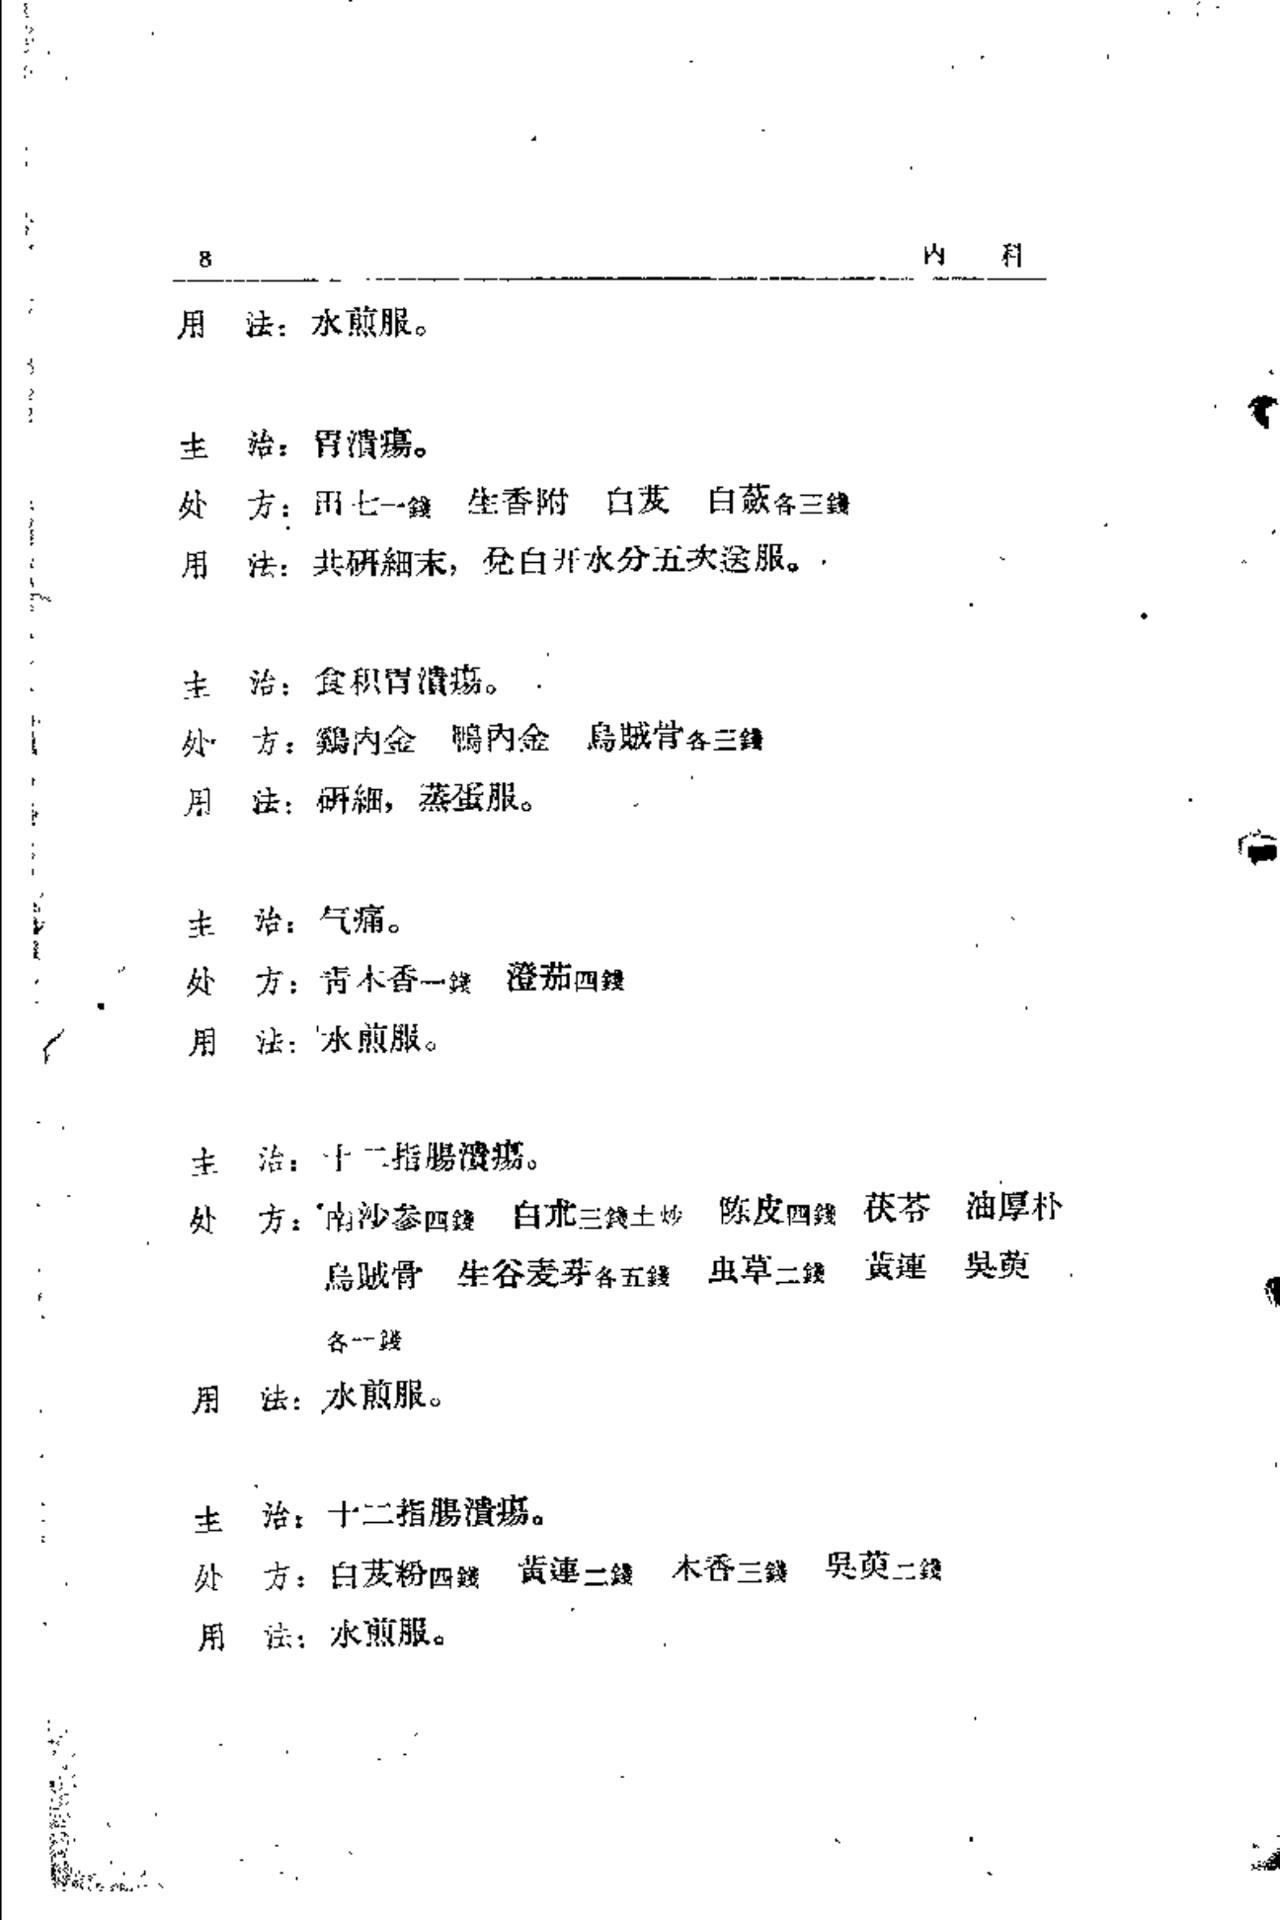 8 内 科
用 法：水煎服。
主 治：胃潰瘍。
处 方：田七一錢 生香附 白芨 白蘞各三錢
用 法：共研細末，兌白开水分五次送服。
主 治：食积胃潰瘍。
处 方：鷄内金 鴨内金 烏賊骨各三錢
用 法：研細，蒸蛋服。
主 治：气痛。
处 方：青木香一錢 澄茄四錢
用 法：水煎服。
主 治：十二指腸潰瘍。
处 方：南沙参四錢 白朮三錢土炒 陈皮四錢 茯苓 油厚朴
烏賊骨 生谷麦芽各五錢 虫草二錢 黃連 吳萸
各一錢
用 法：水煎服。
主 治：十二指腸潰瘍。
处 方：白芨粉四錢 黃連二錢 木香三錢 吳萸二錢
用 法：水煎服。